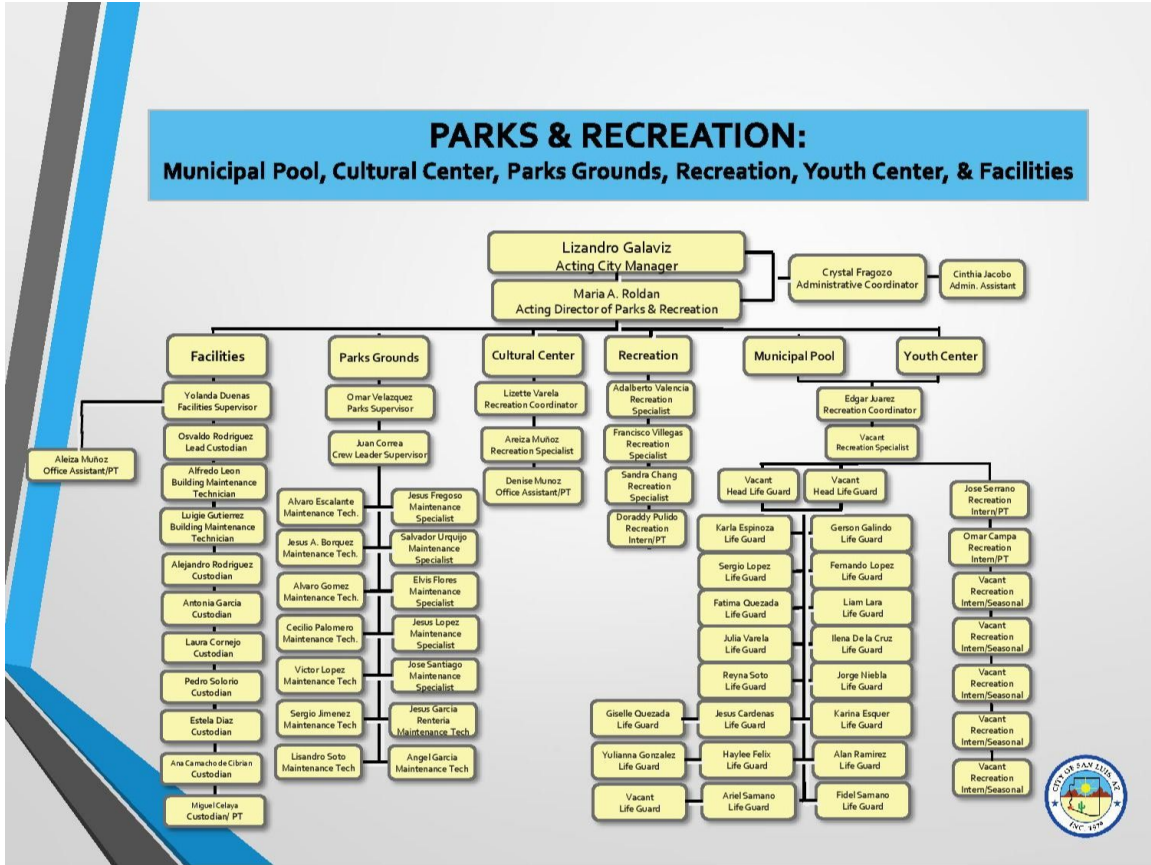 PARKS & RECREATION:
Municipal Pool, Cultural Center, Parks Grounds, Recreation, Youth Center, & Facilities
Lizandro Galaviz
Acting City Manager
Maria A. Roldan
Acting Director of Parks & Recreation
Crystal Fragozo
Administrative Coordinator
Cinthia Jacobo
Admin. Assistant
Facilities
Yolanda Duenas
Facilities Supervisor
Aleiza Muñoz
Office Assistant/PT
Osvaldo Rodriguez
Lead Custodian
Alfredo Leon
Building Maintenance
Technician
Luigie Gutierrez
Building Maintenance
Technician
Alejandro Rodriguez
Custodian
Antonia Garcia
Custodian
Laura Cornejo
Custodian
Pedro Solorio
Custodian
Estela Diaz
Custodian
Ana Camacho de Cibrian
Custodian
Miguel Celaya
Custodian/ PT
Parks Grounds
Omar Velazquez
Parks Supervisor
Juan Correa
Crew Leader Supervisor
Alvaro Escalante
Maintenance Tech.
Jesus A. Borquez
Maintenance Tech.
Alvaro Gomez
Maintenance Tech.
Cecilio Palomero
Maintenance Tech.
Victor Lopez
Maintenance Tech
Sergio Jimenez
Maintenance Tech
Lisandro Soto
Maintenance Tech
Jesus Fregoso
Maintenance
Specialist
Salvador Urquijo
Maintenance
Specialist
Elvis Flores
Maintenance
Specialist
Jesus Lopez
Maintenance
Specialist
Jose Santiago
Maintenance
Specialist
Jesus Garcia
Renteria
Maintenance Tech
Angel Garcia
Maintenance Tech
Cultural Center
Lizette Varela
Recreation Coordinator
Areiza Muñoz
Recreation Specialist
Denise Munoz
Office Assistant/PT
Recreation
Adalberto Valencia
Recreation
Specialist
Francisco Villegas
Recreation
Specialist
Sandra Chang
Recreation
Specialist
Doraddy Pulido
Recreation
Intern/PT
Municipal Pool
Youth Center
Edgar Juarez
Recreation Coordinator
Vacant
Recreation Specialist
Vacant
Head Life Guard
Vacant
Head Life Guard
Karla Espinoza
Life Guard
Sergio Lopez
Life Guard
Fatima Quezada
Life Guard
Julia Varela
Life Guard
Reyna Soto
Life Guard
Giselle Quezada
Life Guard
Jesus Cardenas
Life Guard
Yulianna Gonzalez
Life Guard
Haylee Felix
Life Guard
Vacant
Life Guard
Ariel Samano
Life Guard
Gerson Galindo
Life Guard
Fernando Lopez
Life Guard
Liam Lara
Life Guard
Ilena De la Cruz
Life Guard
Jorge Niebla
Life Guard
Karina Esquer
Life Guard
Alan Ramirez
Life Guard
Fidel Samano
Life Guard
Jose Serrano
Recreation
Intern/PT
Omar Campa
Recreation
Intern/PT
Vacant
Recreation
Intern/Seasonal
Vacant
Recreation
Intern/Seasonal
Vacant
Recreation
Intern/Seasonal
Vacant
Recreation
Intern/Seasonal
Vacant
Recreation
Intern/Seasonal
CITY OF SAN LUIS, AZ
INC. 1979